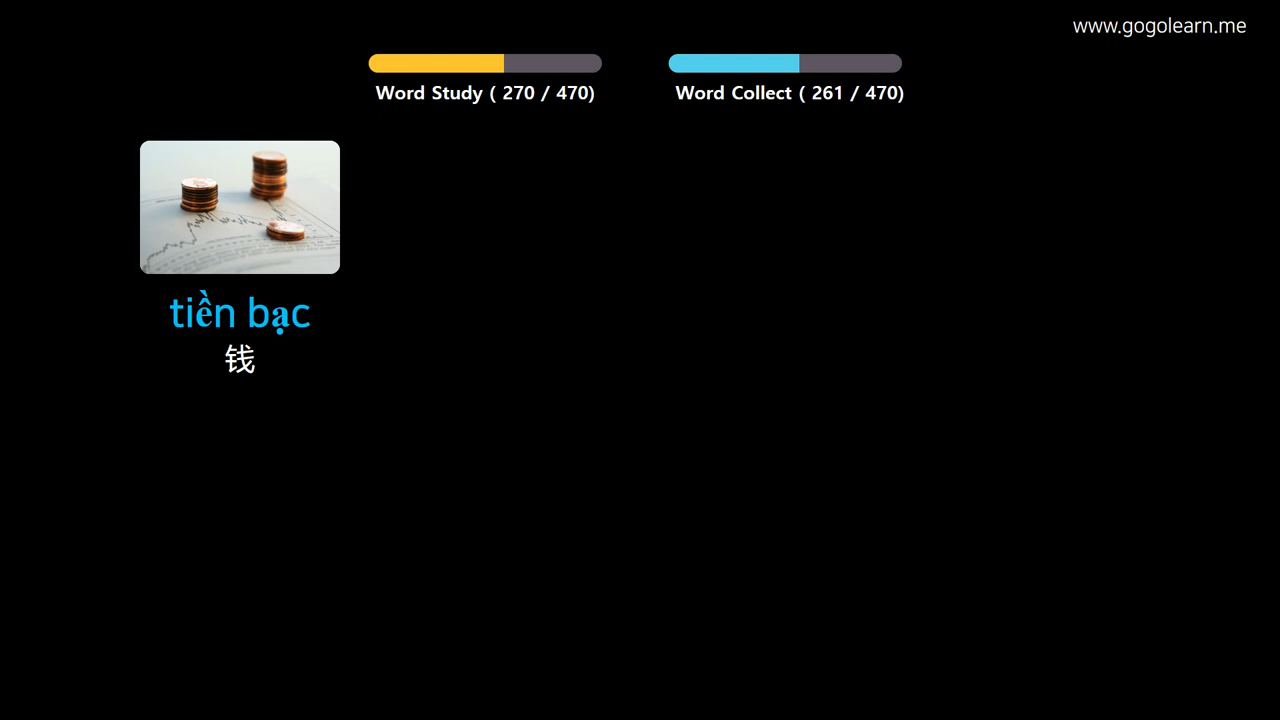 www.gogolearn.me
Word Study ( 270 / 470)
Word Collect ( 261 / 470)
tiền bạc
钱